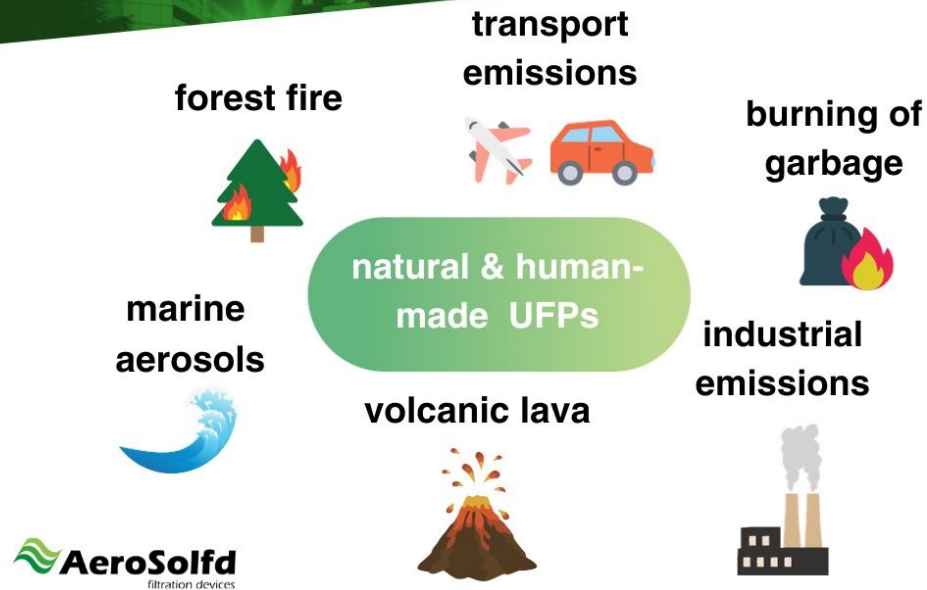 transport
emissions
forest fire
burning of
garbage
natural & human-
made UFPs
marine
aerosols
industrial
emissions
volcanic lava
AeroSolfd
filtration devices